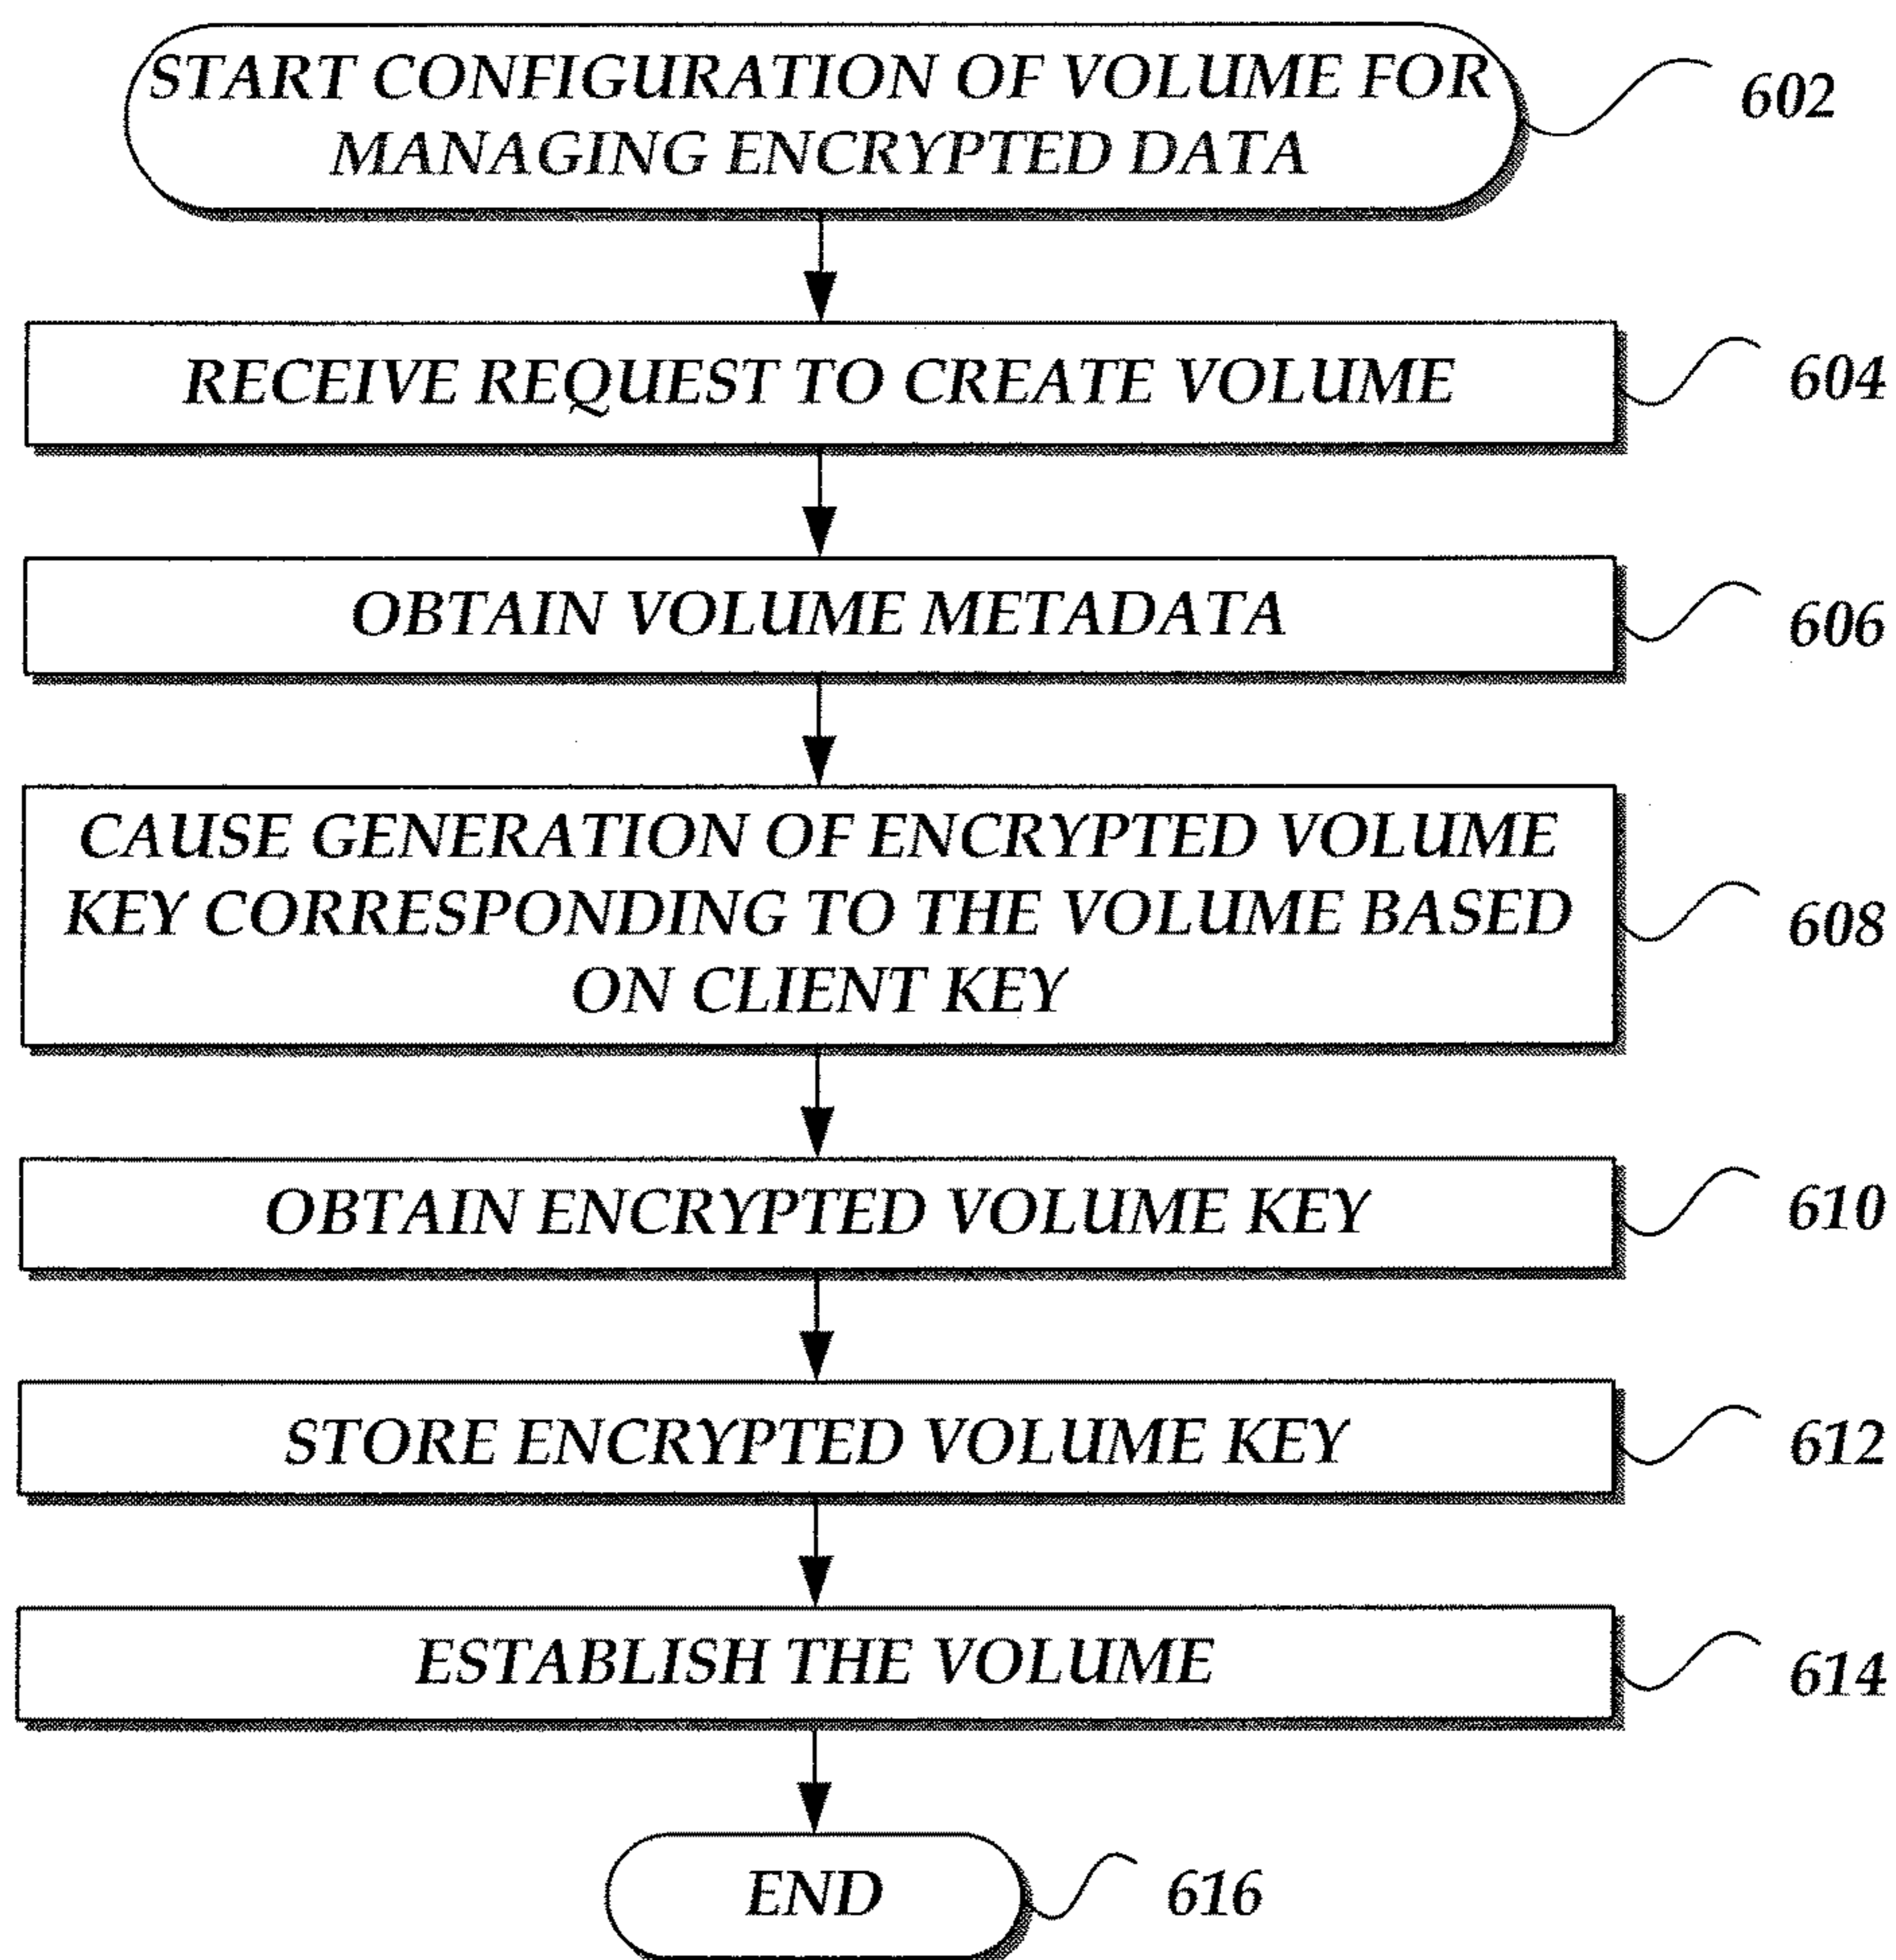 START CONFIGURATION OF VOLUME FOR
MANAGING ENCRYPTED DATA
602
RECEIVE REQUEST TO CREATE VOLUME
604
OBTAIN VOLUME METADATA
606
CAUSE GENERATION OF ENCRYPTED VOLUME
KEY CORRESPONDING TO THE VOLUME BASED
ON CLIENT KEY
608
OBTAIN ENCRYPTED VOLUME KEY
610
STORE ENCRYPTED VOLUME KEY
612
ESTABLISH THE VOLUME
614
END
616